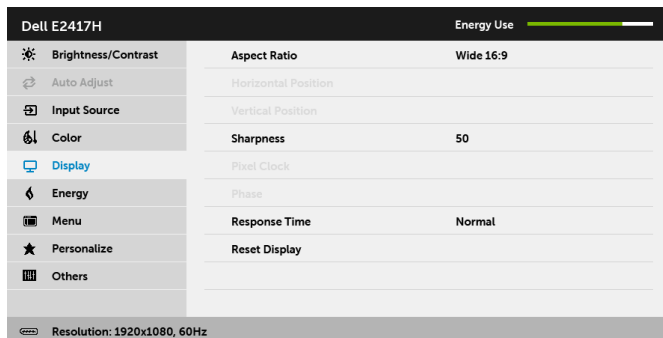 Dell E2417H Energy Use
Brightness/Contrast Aspect Ratio Wide 16:9
Auto Adjust Horizontal Position
Input Source Vertical Position
Color Sharpness 50
Display Pixel Clock
Energy Phase
Menu Response Time Normal
Personalize Reset Display
Others
Resolution: 1920x1080, 60Hz